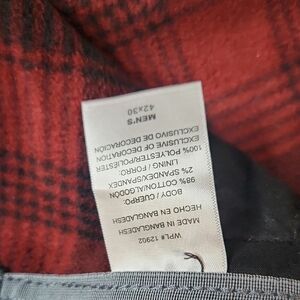 MEN'S
42x30
EXCLUSIVO DE DECORACIÓN
EXCLUSIVE OF DECORATION
100% POLYESTER/POLIÉSTER
LINING / FORRO:
2% SPANDEX/SPANDEX
98% COTTON/ALGODÓN
BODY / CUERPO
HECHO EN BANGLADESH
MADE IN BANGLADESH
WPL# 12902